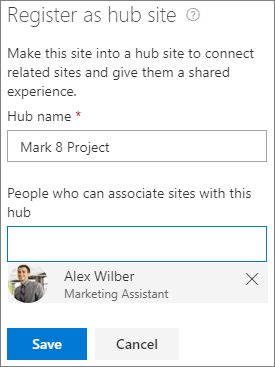 Register as hub site ?
Make this site into a hub site to connect
related sites and give them a shared
experience.
Hub name *
Mark 8 Project
People who can associate sites with this
hub
Alex Wilber
Marketing Assistant
Save Cancel